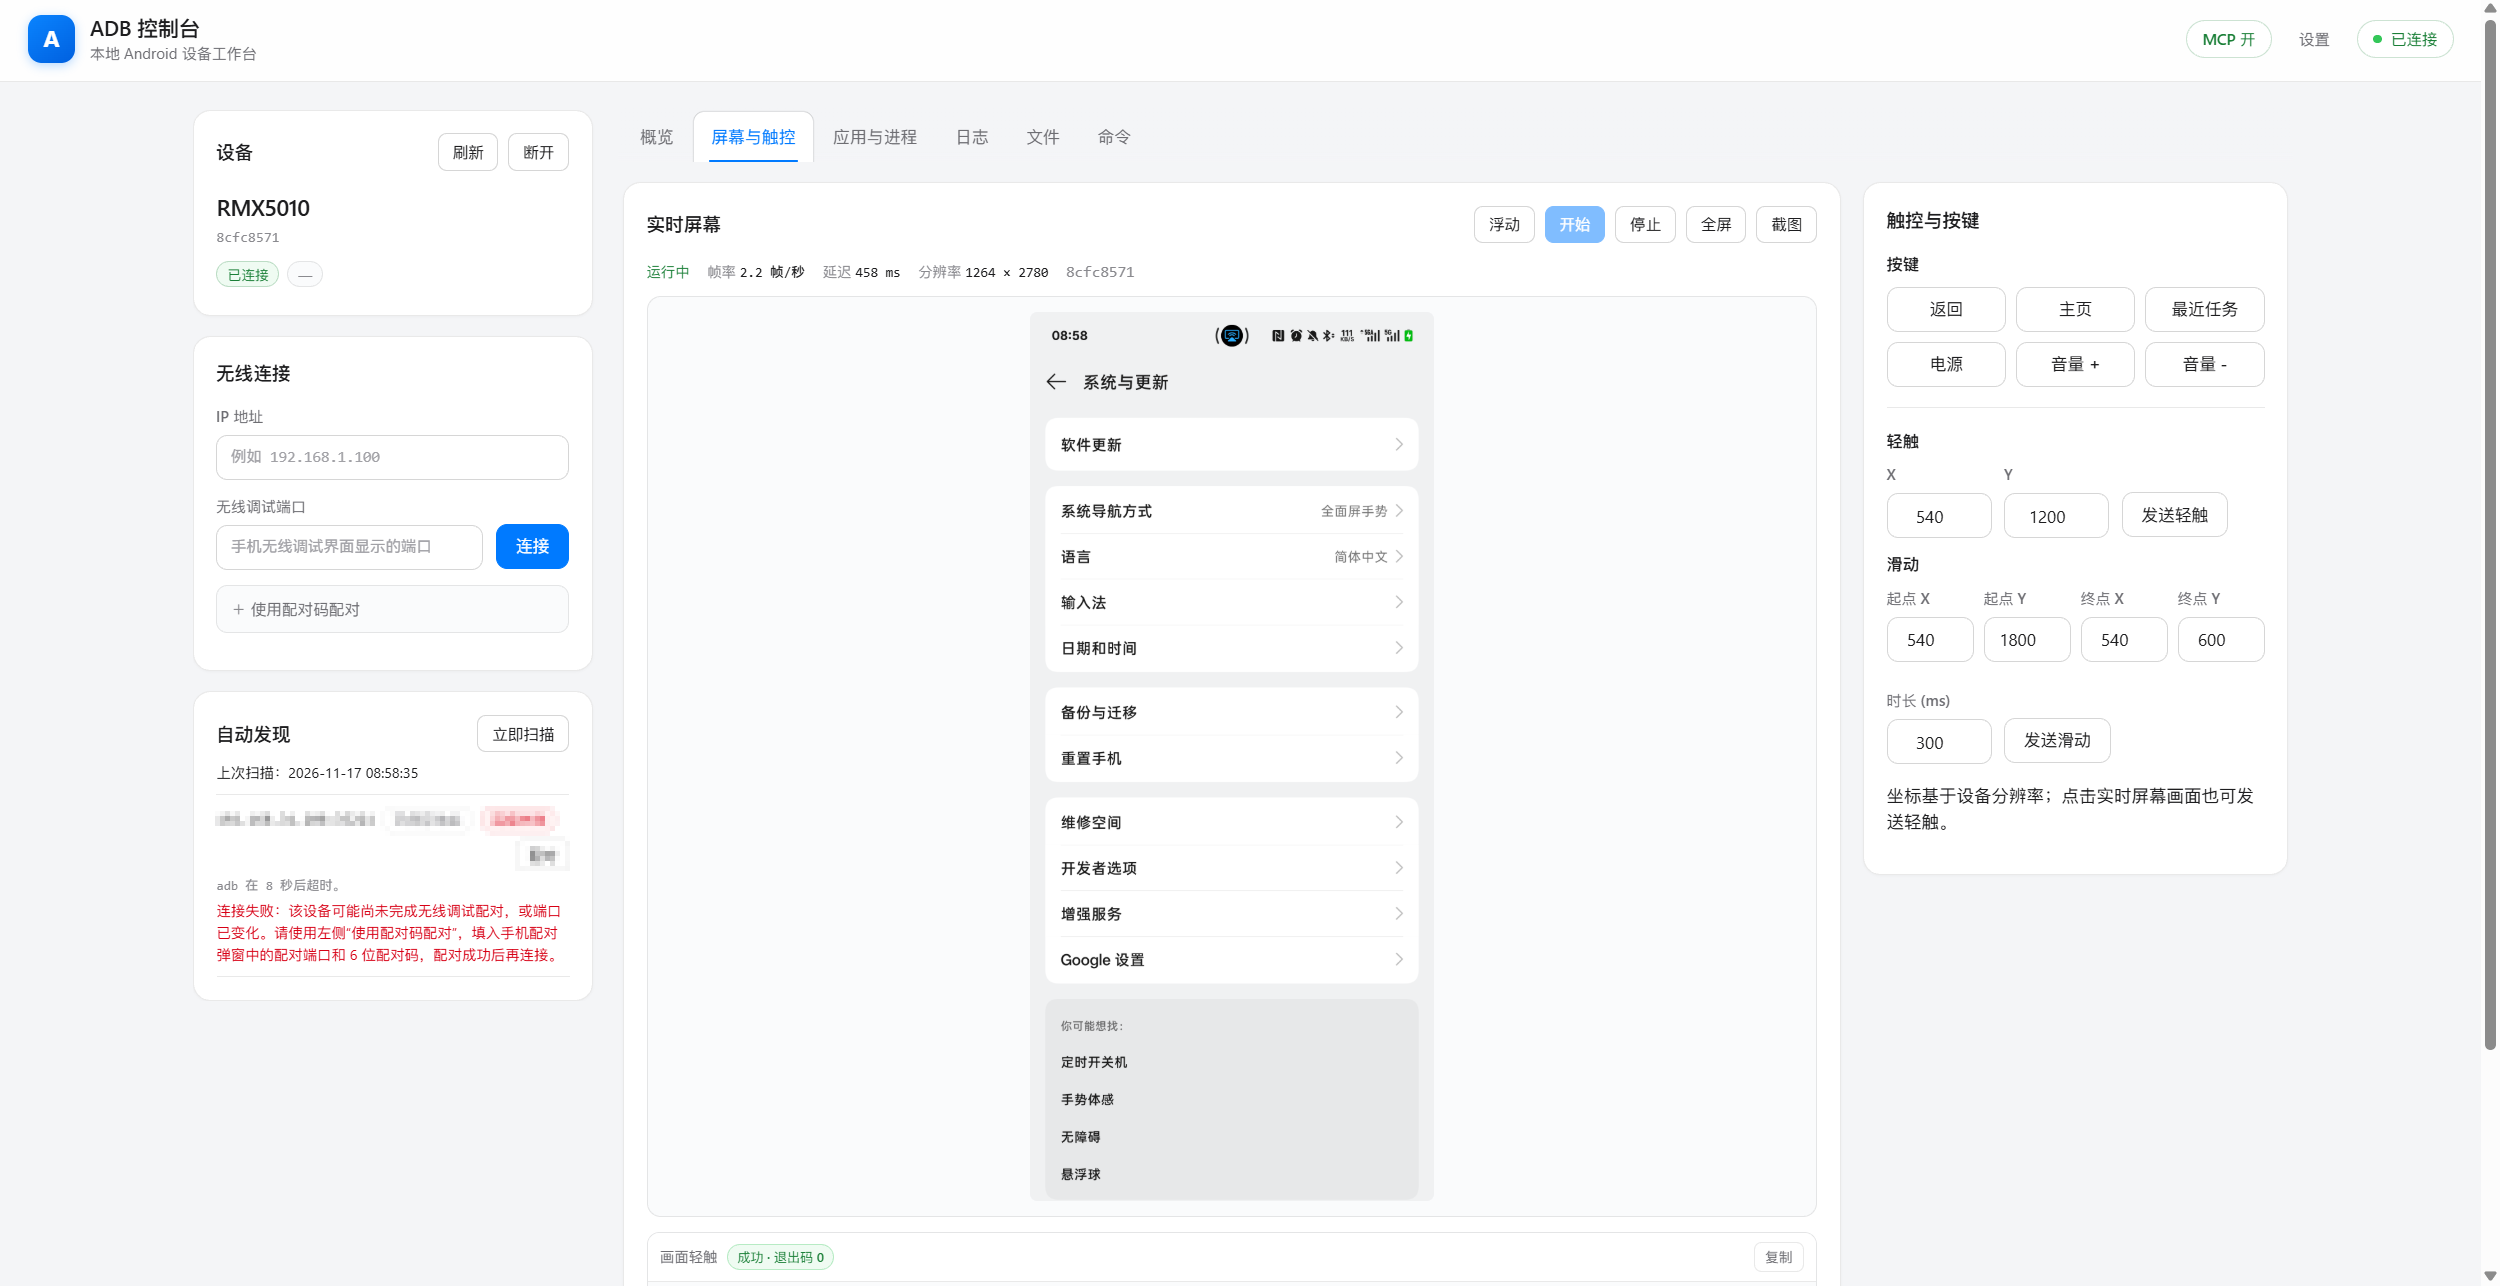 A
ADB 控制台
本地 Android 设备工作台
MCP 开
设置
已连接
设备
刷新
断开
RMX5010
8cfc8571
已连接
—
无线连接
IP 地址
例如 192.168.1.100
无线调试端口
手机无线调试界面显示的端口
连接
+ 使用配对码配对
自动发现
立即扫描
上次扫描：2026-11-17 08:58:35
adb 在 8 秒后超时。
连接失败：该设备可能尚未完成无线调试配对，或端口
已变化。请使用左侧“使用配对码配对”，填入手机配对
弹窗中的配对端口和 6 位配对码，配对成功后再连接。
概览
屏幕与触控
应用与进程
日志
文件
命令
实时屏幕
浮动
开始
停止
全屏
截图
运行中 帧率 2.2 帧/秒 延迟 458 ms 分辨率 1264 × 2780 8cfc8571
08:58
系统与更新
软件更新
系统导航方式 全面屏手势
语言 简体中文
输入法
日期和时间
备份与迁移
重置手机
维修空间
开发者选项
增强服务
Google 设置
你可能想找：
定时开关机
手势体感
无障碍
悬浮球
画面轻触
成功 · 退出码 0
复制
触控与按键
按键
返回
主页
最近任务
电源
音量 +
音量 -
轻触
X
Y
540
1200
发送轻触
滑动
起点 X
起点 Y
终点 X
终点 Y
540
1800
540
600
时长 (ms)
300
发送滑动
坐标基于设备分辨率；点击实时屏幕画面也可发
送轻触。